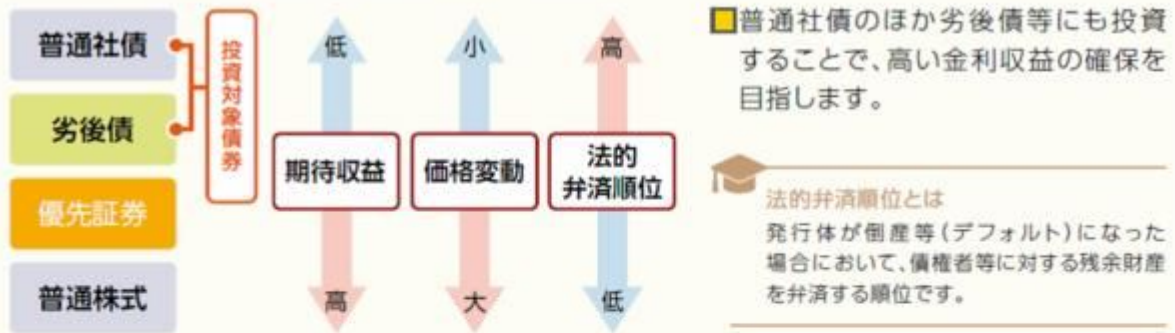 普通社債
劣後債
優先証券
普通株式
投資対象債券
低
期待収益
高
小
価格変動
大
高
法的
弁済順位
低
普通社債のほか劣後債等にも投資
することで、高い金利収益の確保を
目指します。
法的弁済順位とは
発行体が倒産等(デフォルト)になった
場合において、債権者等に対する残余財産
を弁済する順位です。